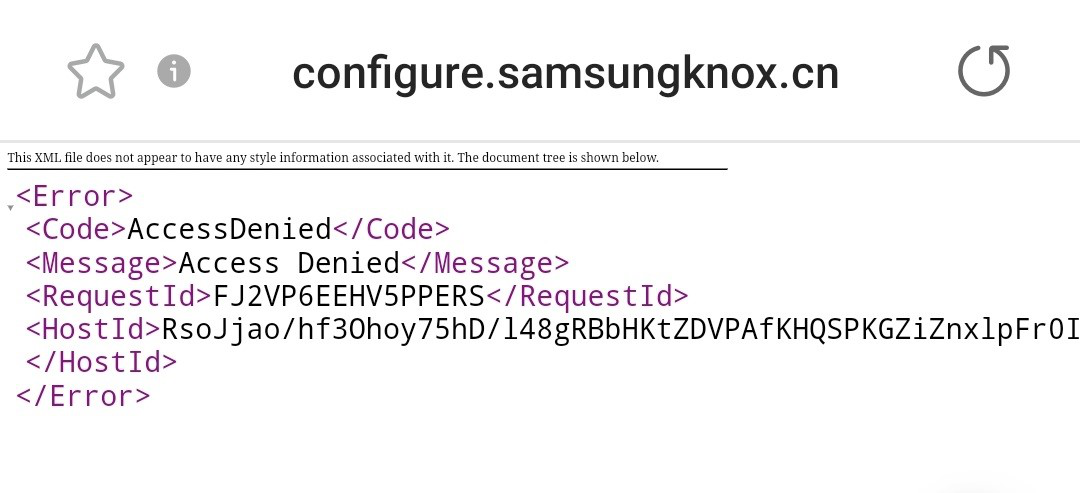 configure.samsungknox.cn
This XML file does not appear to have any style information associated with it. The document tree is shown below.
<Error>
<Code>AccessDenied</Code>
<Message>Access Denied</Message>
<RequestId>FJ2VP6EEHV5PPERS</RequestId>
<HostId>RsoJjao/hf3Ohoy75hD/l48gRBbHKtZDVPAfKHQSPKGZiZnxlpFr0I
</HostId>
</Error>